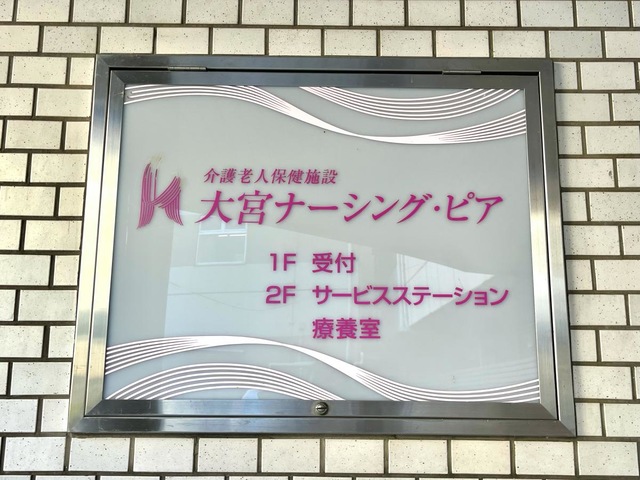 介護老人保健施設
大宮ナーシング・ピア
1F 受付
2F サービスステーション
療養室